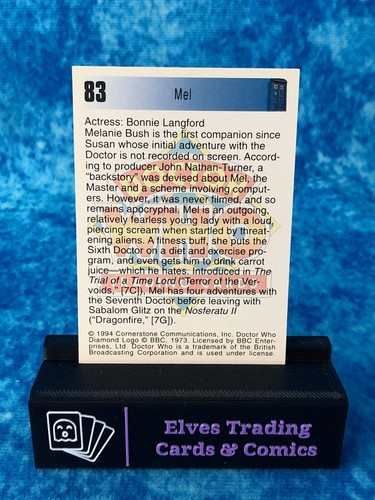 83
Mel
Actress: Bonnie Langford
Melanie Bush is the first companion since
Susan whose initial adventure with the
Doctor is not recorded on screen. Accord-
ing to producer John Nathan-Turner, a
“backstory” was devised about Mel, the
Master and a scheme involving comput-
ers. However, it was never filmed, and so
remains apocryphal. Mel is an outgoing,
relatively fearless young lady with a loud,
piercing scream when startled by threat-
ening aliens. A fitness buff, she puts the
Sixth Doctor on a diet and exercise pro-
gram, and even gets him to drink carrot
juice—which he hates. Introduced in The
Trial of a Time Lord (“Terror of the Ver-
voids,” [7C]), Mel has four adventures with
the Seventh Doctor before leaving with
Sabalom Glitz on the Nosferatu II
(“Dragonfire,” [7G]).
© 1994 Cornerstone Communications, Inc. Doctor Who
Diamond Logo © BBC, 1973. Licensed by BBC Enter-
prises, Ltd. Doctor Who is a trademark of the British
Broadcasting Corporation and is used under license.
Elves Trading
Cards & Comics